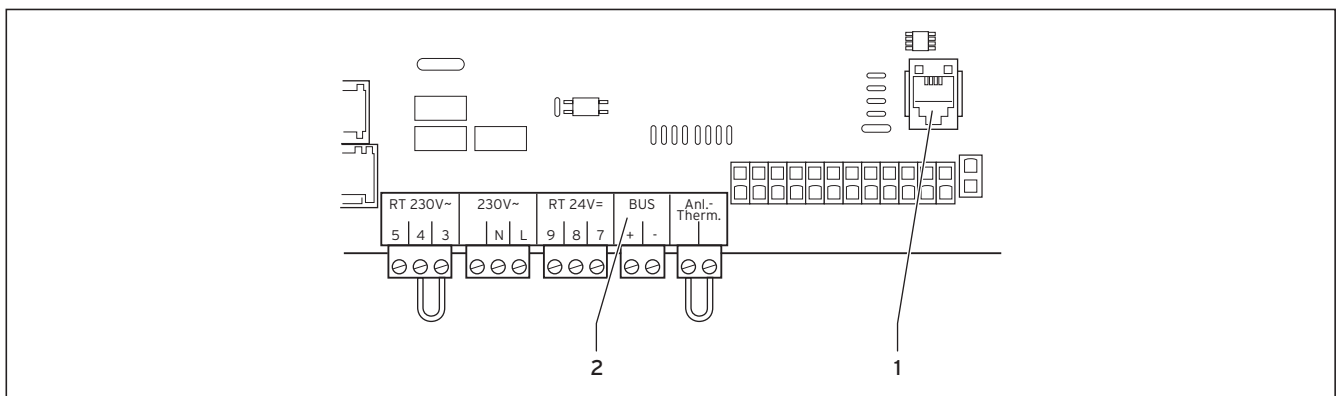 RT 230V~ 230V~ RT 24V= BUS Anl.-
Therm.
5 4 3 N L 9 8 7 + -
2 1